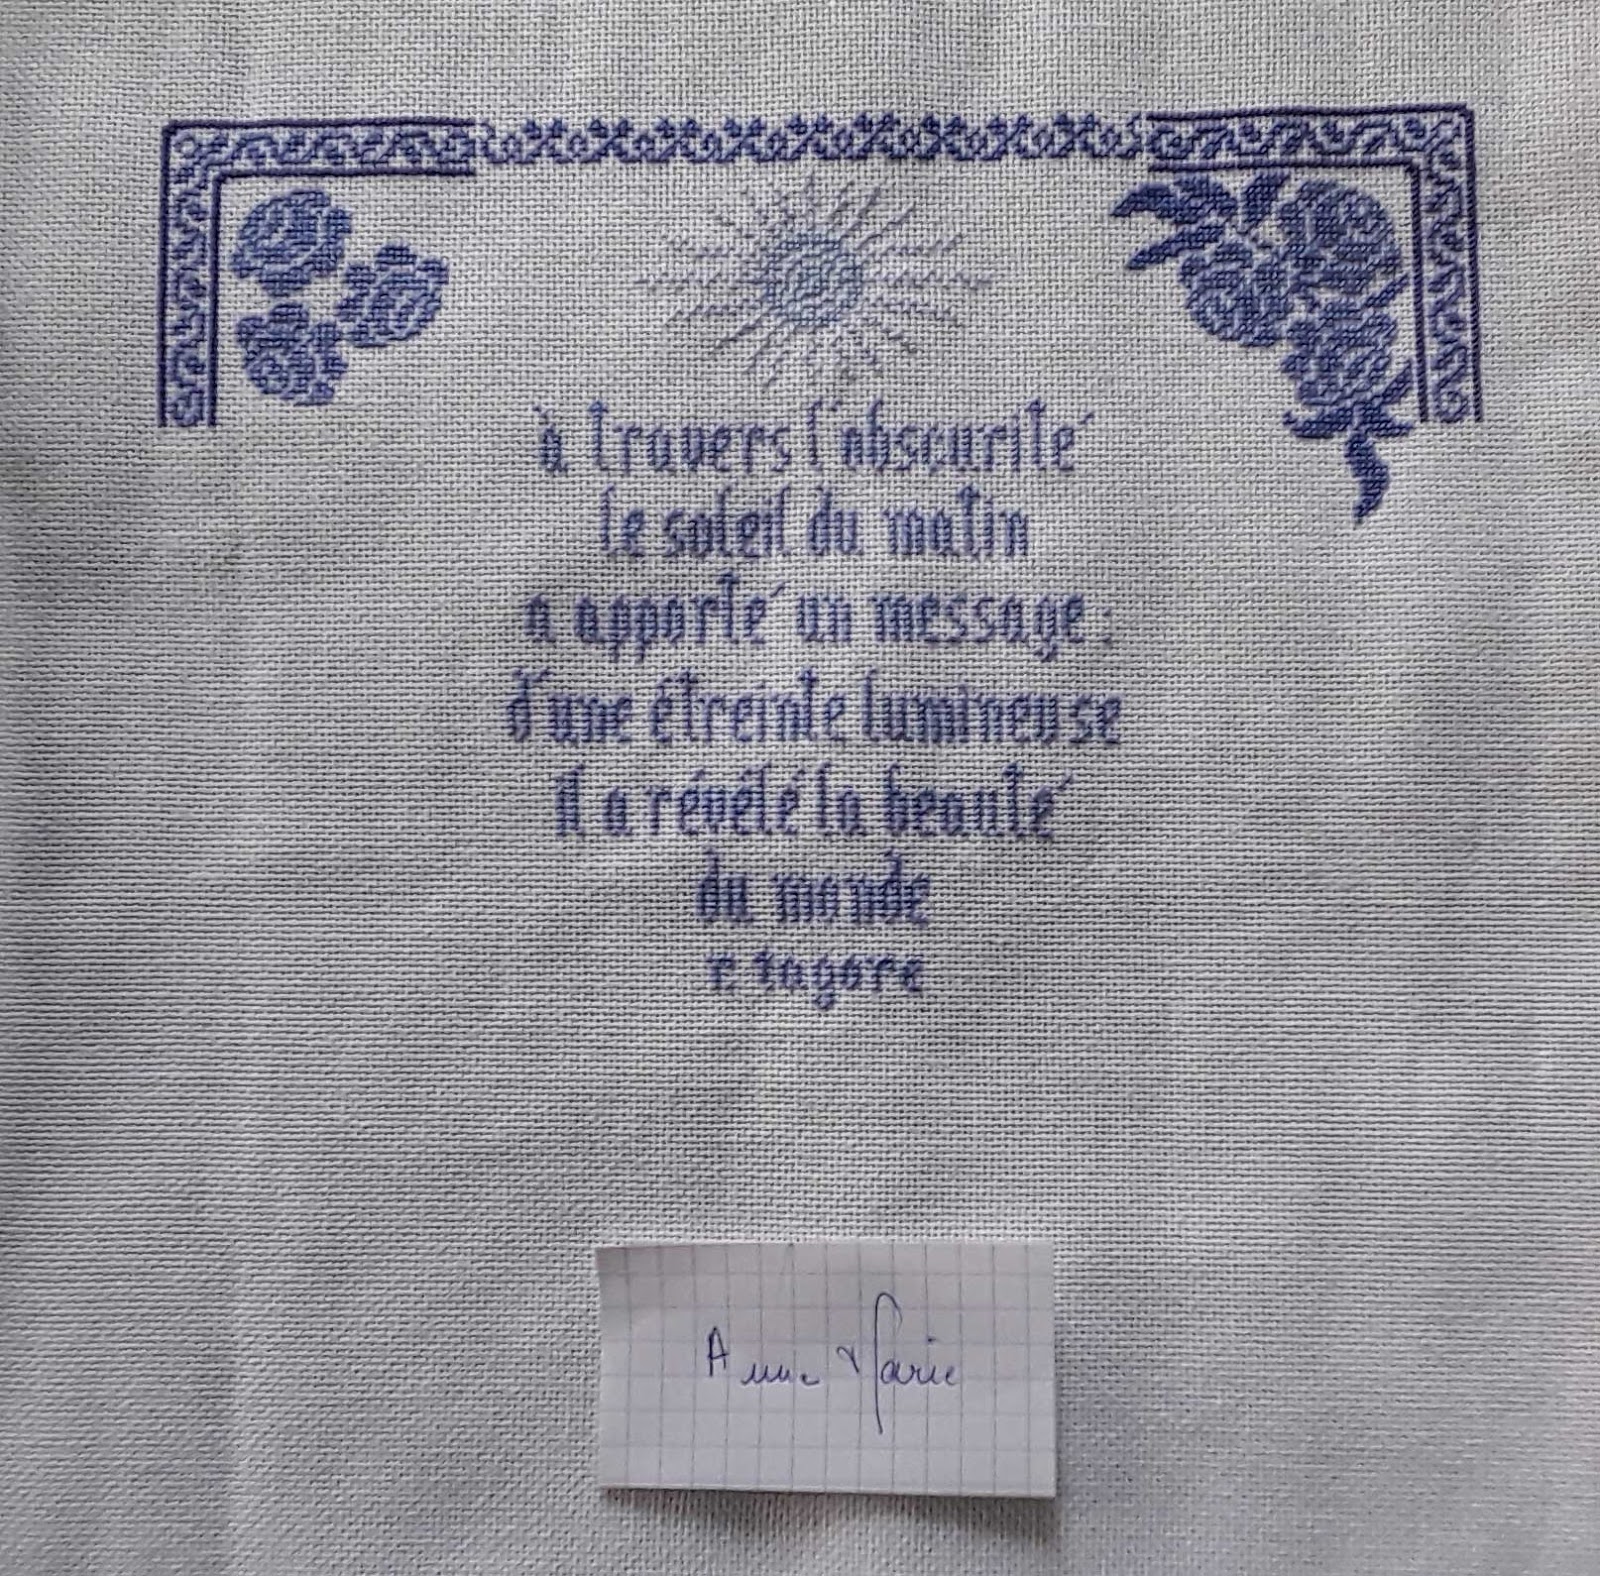 à travers l'obscurité
le soleil du matin
a apporté un message:
d'une étreinte lumineuse
Il a révélé la beauté
du monde
r. tagore
Anne Marie